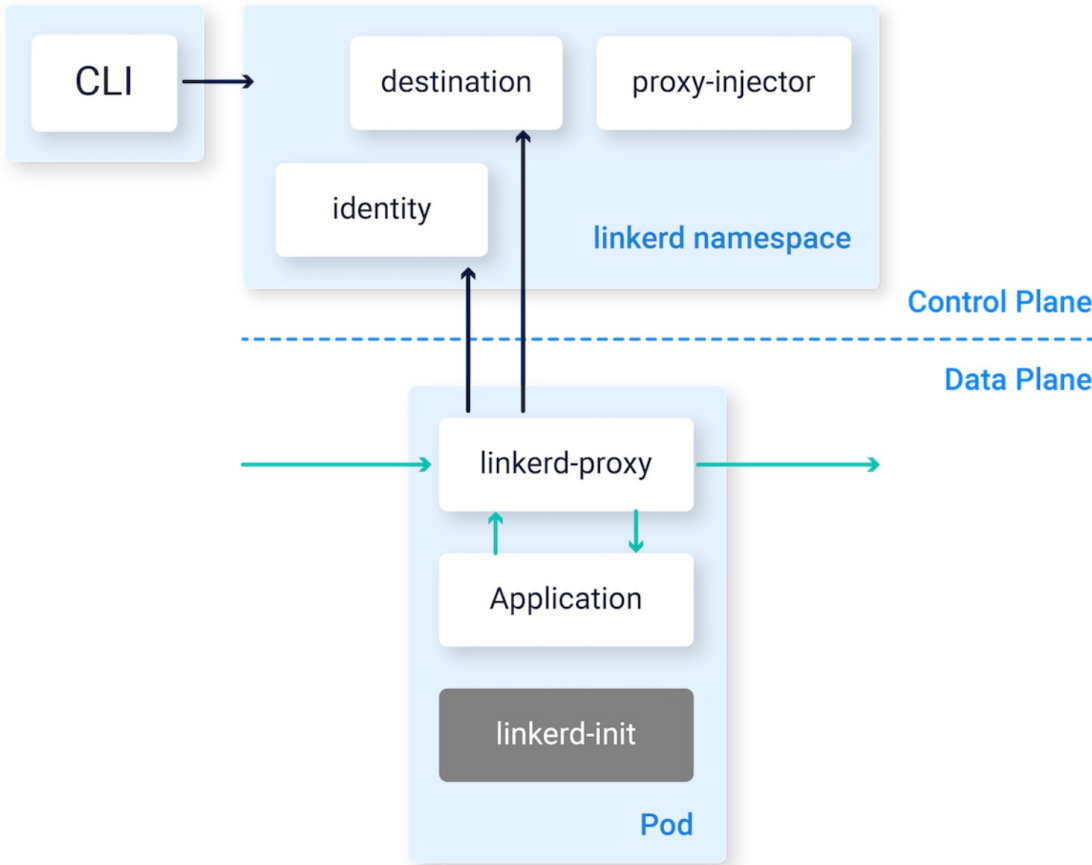 CLI
destination
proxy-injector
identity
linkerd namespace
Control Plane
Data Plane
linkerd-proxy
Application
linkerd-init
Pod